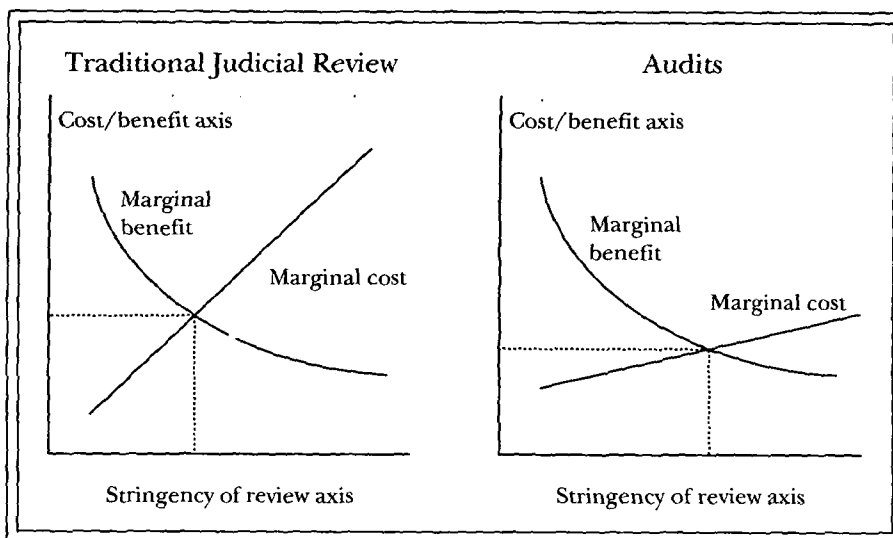 Traditional Judicial Review
Cost/benefit axis
Marginal
benefit
Marginal cost
Stringency of review axis
Audits
Cost/benefit axis
Marginal
benefit
Marginal cost
Stringency of review axis